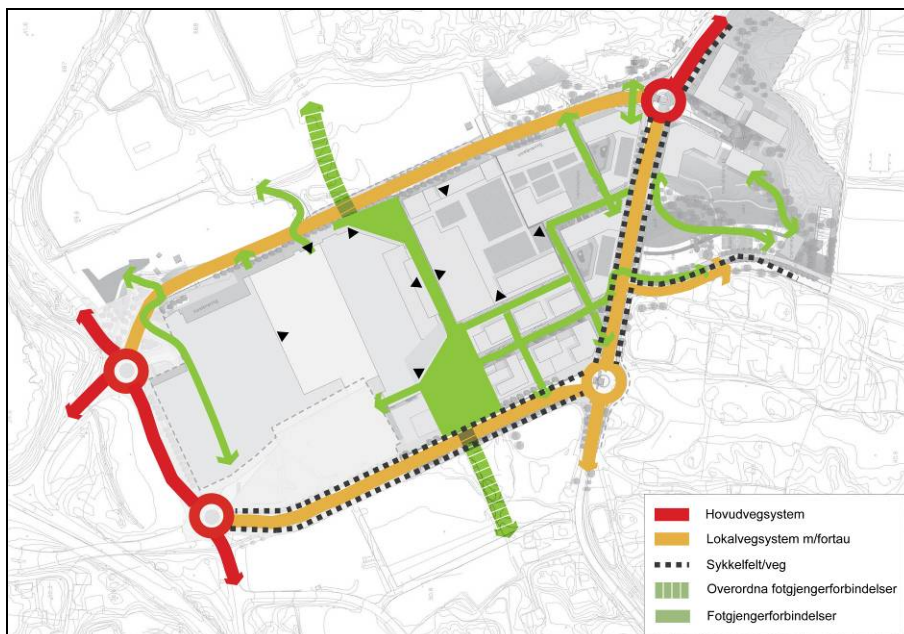 Hovudvegsystem
Lokalvegsystem m/fortau
Sykkelfelt/veg
Overordna fotgjengerforbindelser
Fotgjengerforbindelser